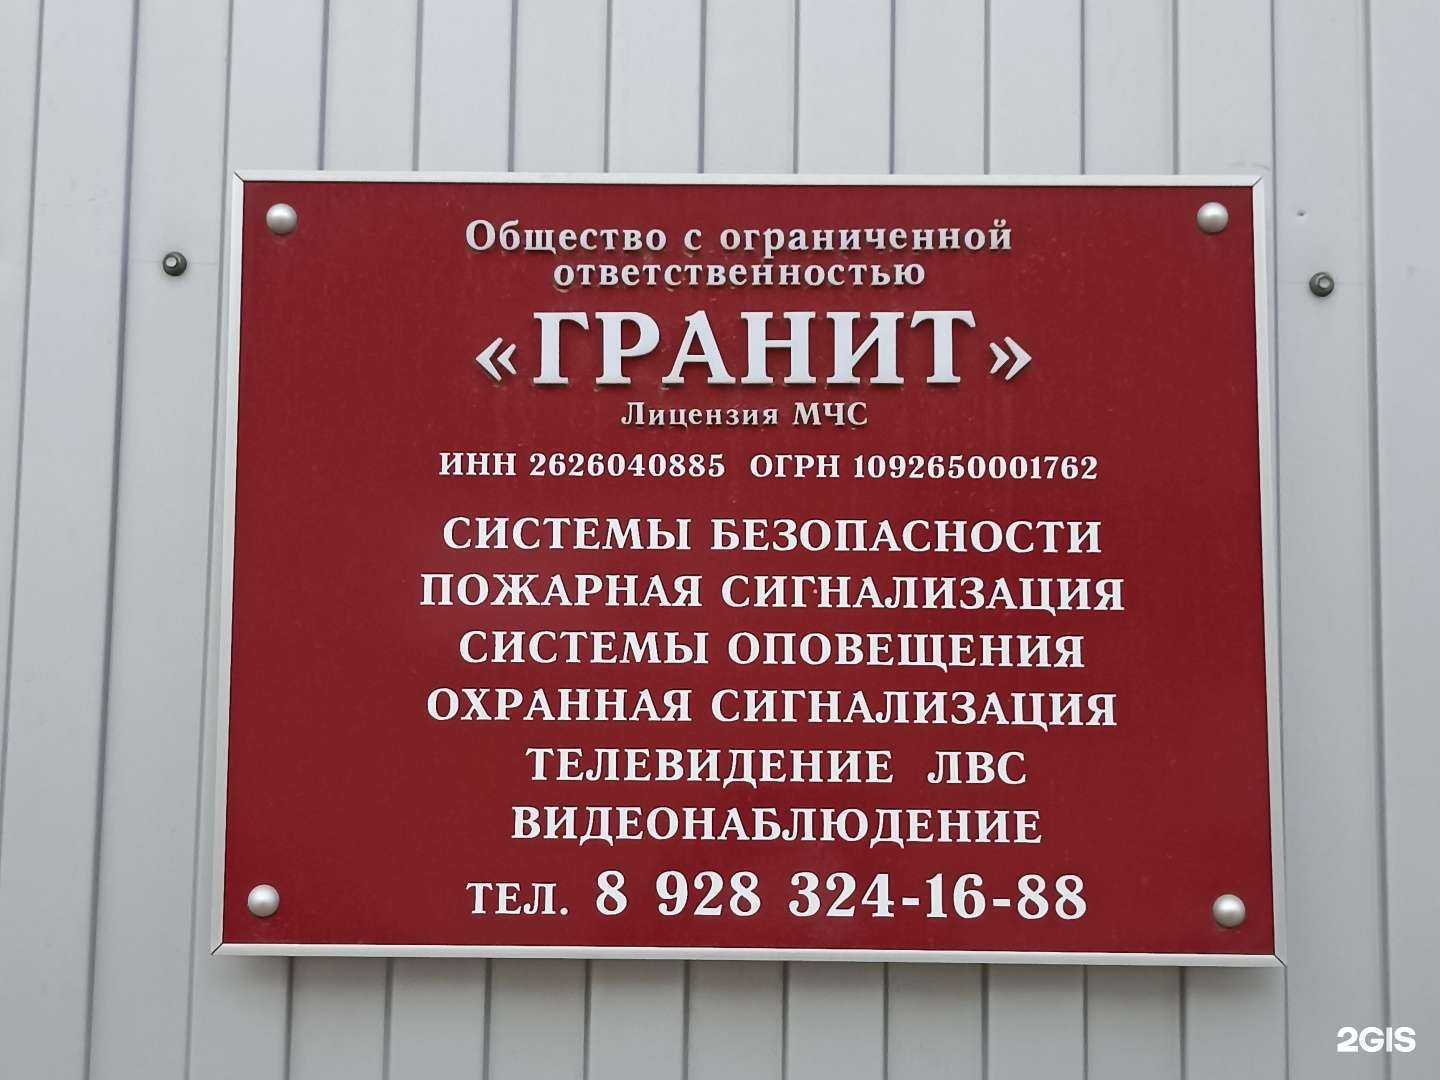 Общество с ограниченной
ответственностью
«ГРАНИТ»
Лицензия МЧС
ИНН 2626040885 ОГРН 1092650001762
СИСТЕМЫ БЕЗОПАСНОСТИ
ПОЖАРНАЯ СИГНАЛИЗАЦИЯ
СИСТЕМЫ ОПОВЕЩЕНИЯ
ОХРАННАЯ СИГНАЛИЗАЦИЯ
ТЕЛЕВИДЕНИЕ ЛВС
ВИДЕОНАБЛЮДЕНИЕ
ТЕЛ. 8 928 324-16-88
2GIS